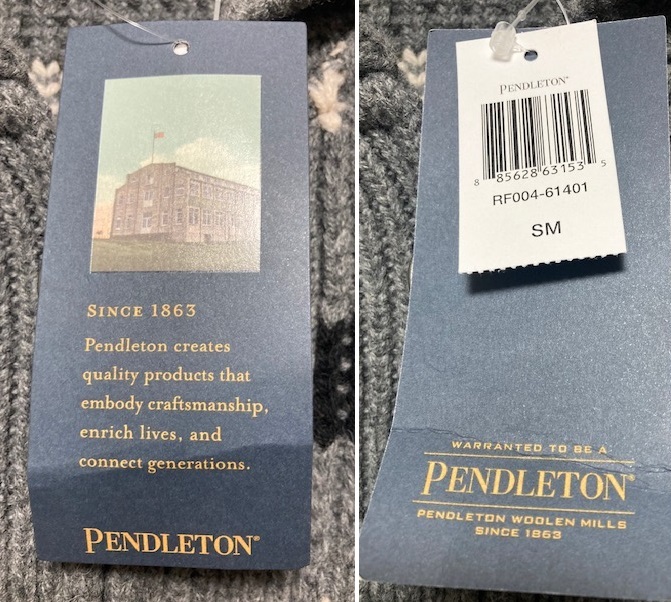 SINCE 1863
Pendleton creates
quality products that
embody craftsmanship,
enrich lives, and
connect generations.
PENDLETON®
PENDLETON®
8 85628 63153 5
RF004-61401
SM
WARRANTED TO BE A
PENDLETON®
PENDLETON WOOLEN MILLS
SINCE 1863